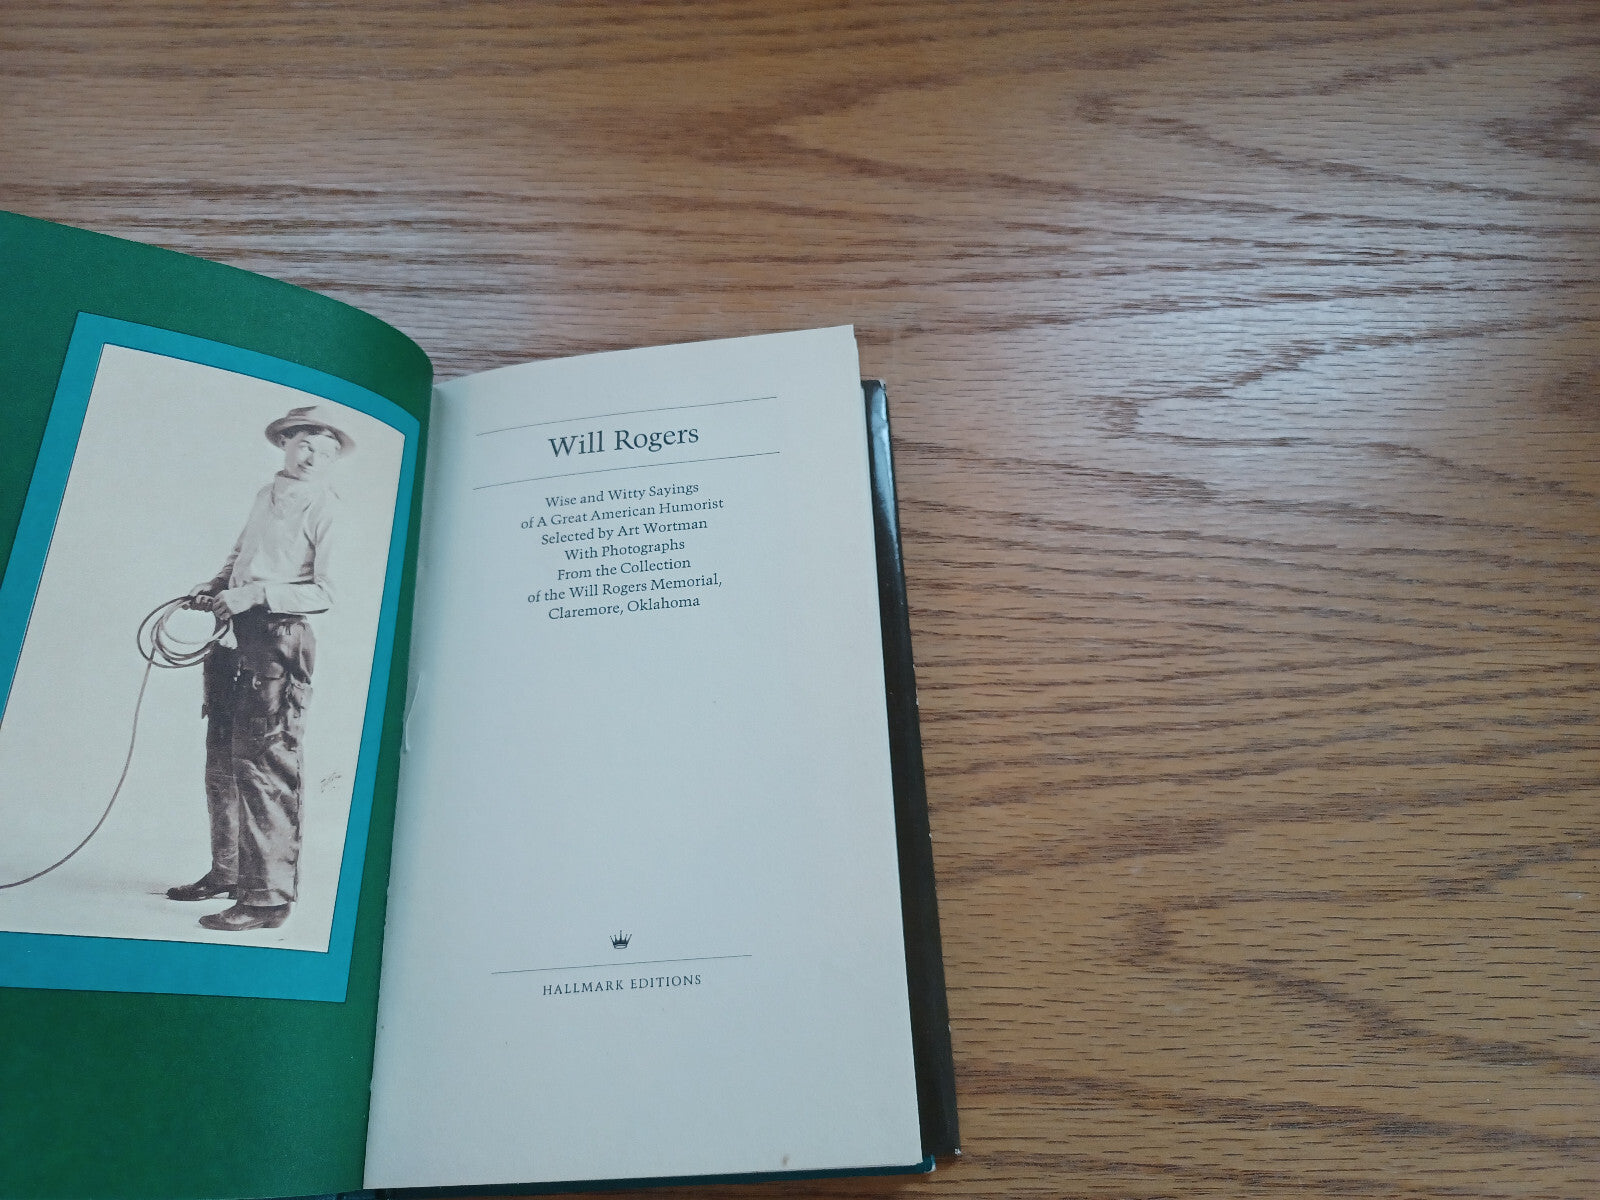 Will Rogers
Wise and Witty Sayings
of A Great American Humorist
Selected by Art Wortman
With Photographs
From the Collection
of the Will Rogers Memorial,
Claremore, Oklahoma
HALLMARK EDITIONS